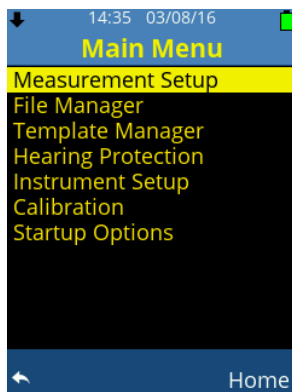 14:35 03/08/16
Main Menu
Measurement Setup
File Manager
Template Manager
Hearing Protection
Instrument Setup
Calibration
Startup Options
Home